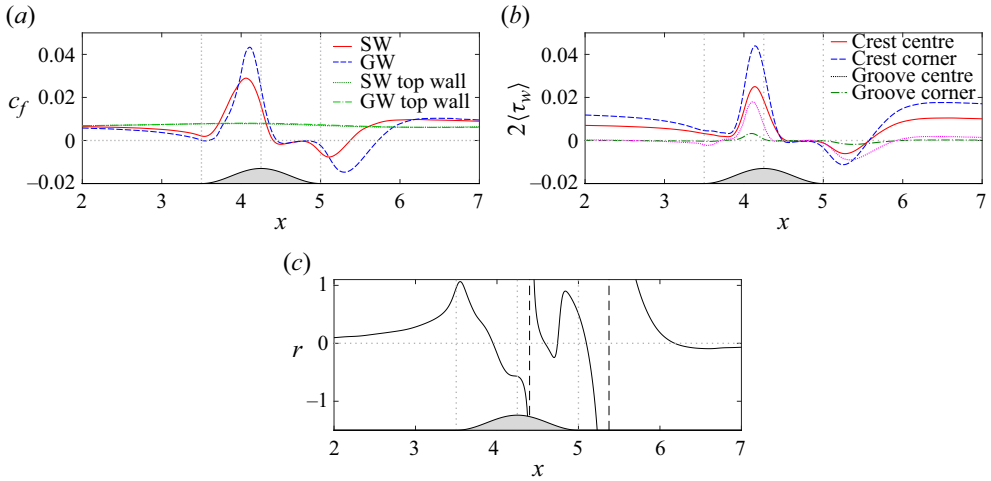 (a)
0.04
0.02
0
−0.02
c_f
SW
GW
SW top wall
GW top wall
2 3 4 5 6 7
x
(b)
0.04
0.02
0
−0.02
2⟨τ_w⟩
Crest centre
Crest corner
Groove centre
Groove corner
2 3 4 5 6 7
x
(c)
1
0
−1
r
2 3 4 5 6 7
x